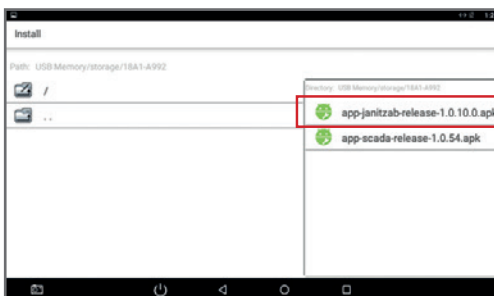 Install
Path: USB Memory/storage/18A1-A992
/
..
Directory: USB Memory/storage/18A1-A992
app-janitzab-release-1.0.10.0.apk
app-scada-release-1.0.54.apk